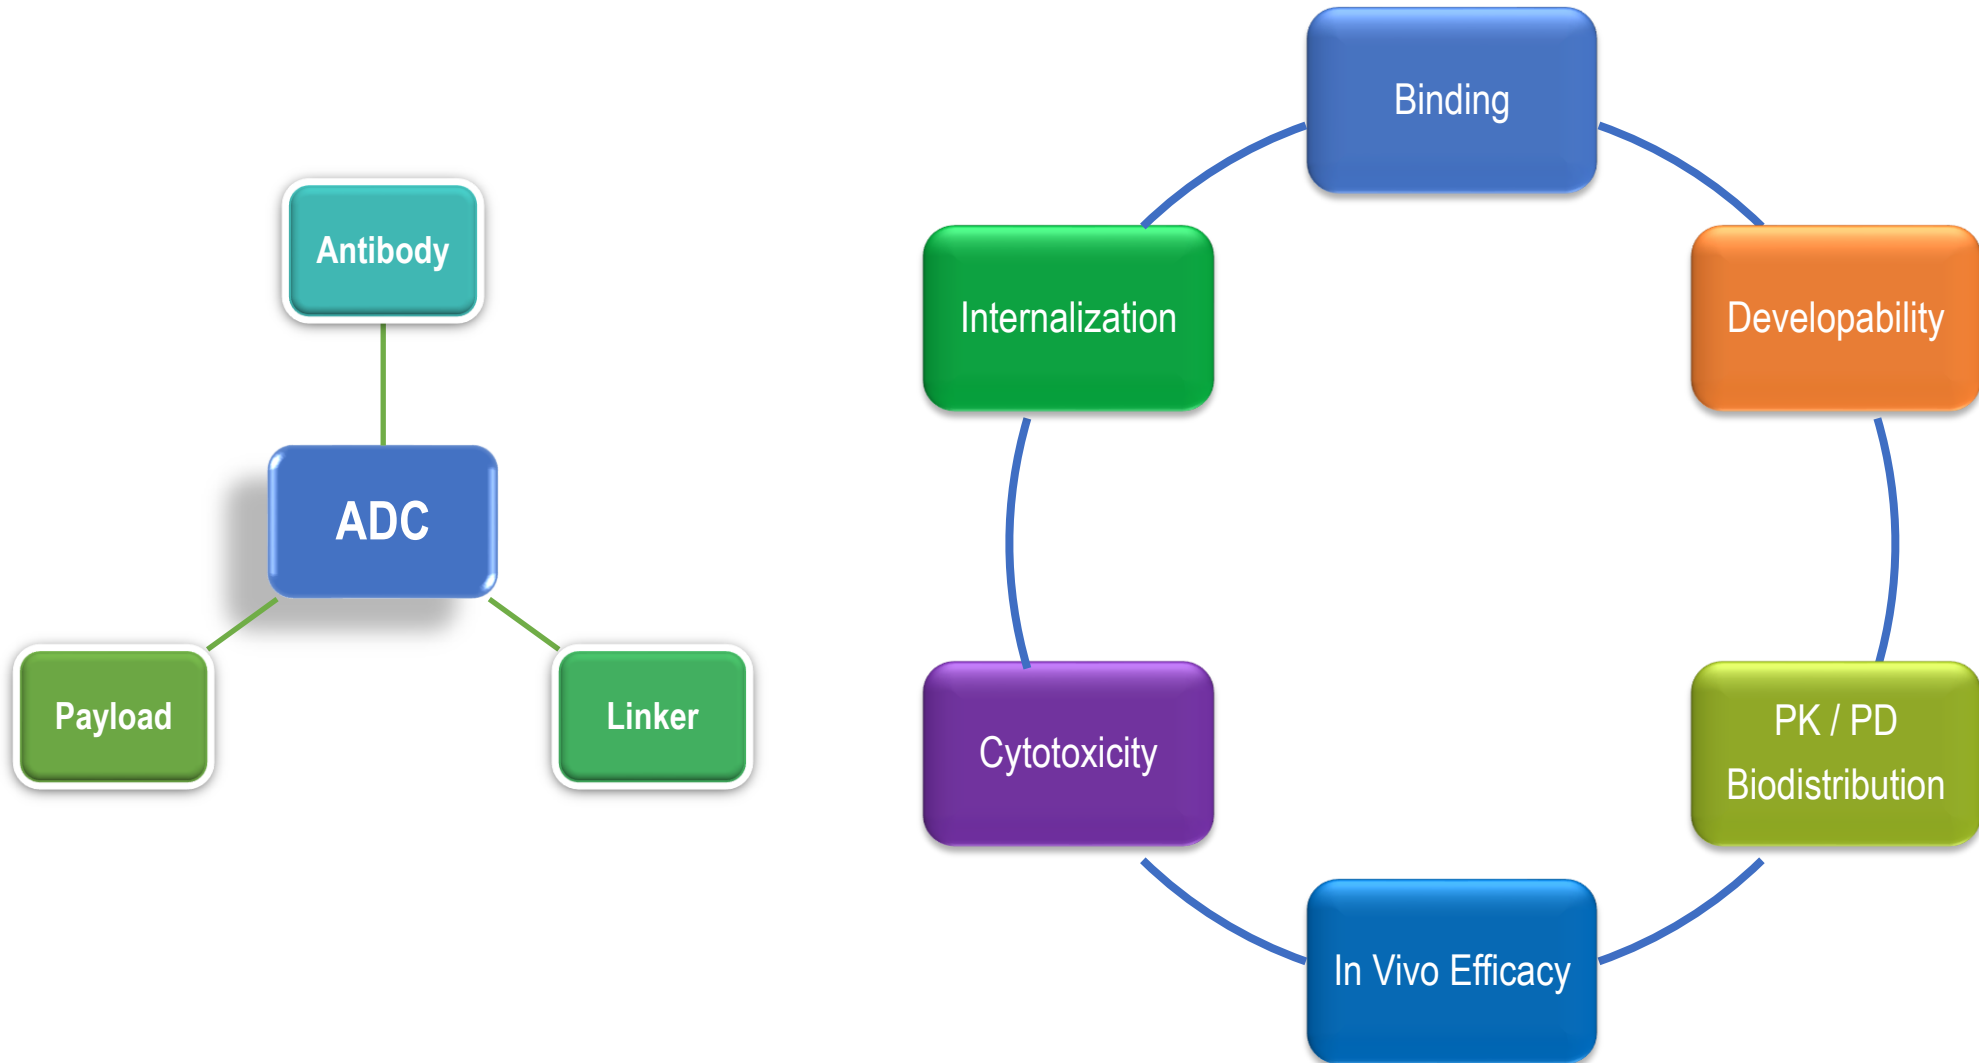 Antibody
ADC
Payload
Linker
Binding
Developability
PK / PD
Biodistribution
In Vivo Efficacy
Cytotoxicity
Internalization